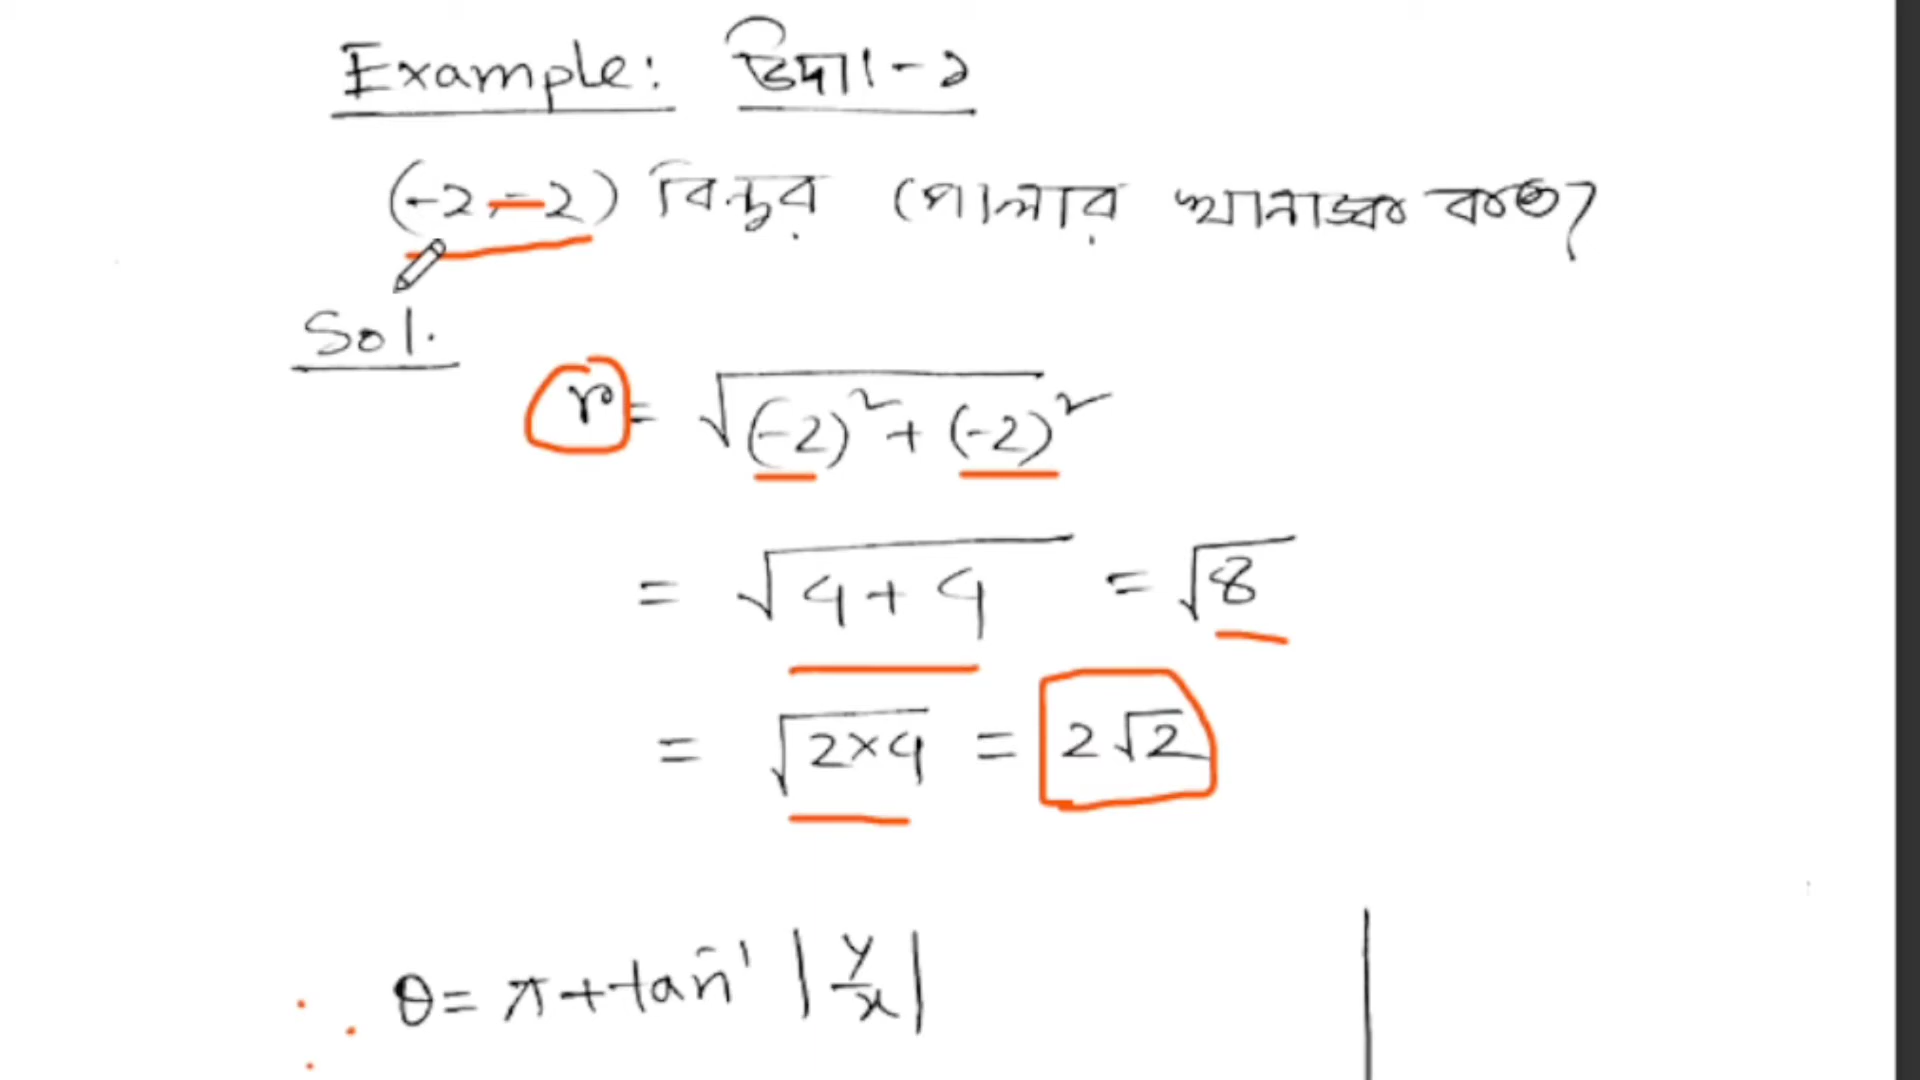 Example: উদা।-১
(-2,-2) বিন্দুর পোলার স্থানাঙ্ক কত?
Sol.
r = √(-2)² + (-2)²
= √4+4 = √8
= √2×4 = 2√2
θ = π + tan⁻¹ |y/x|